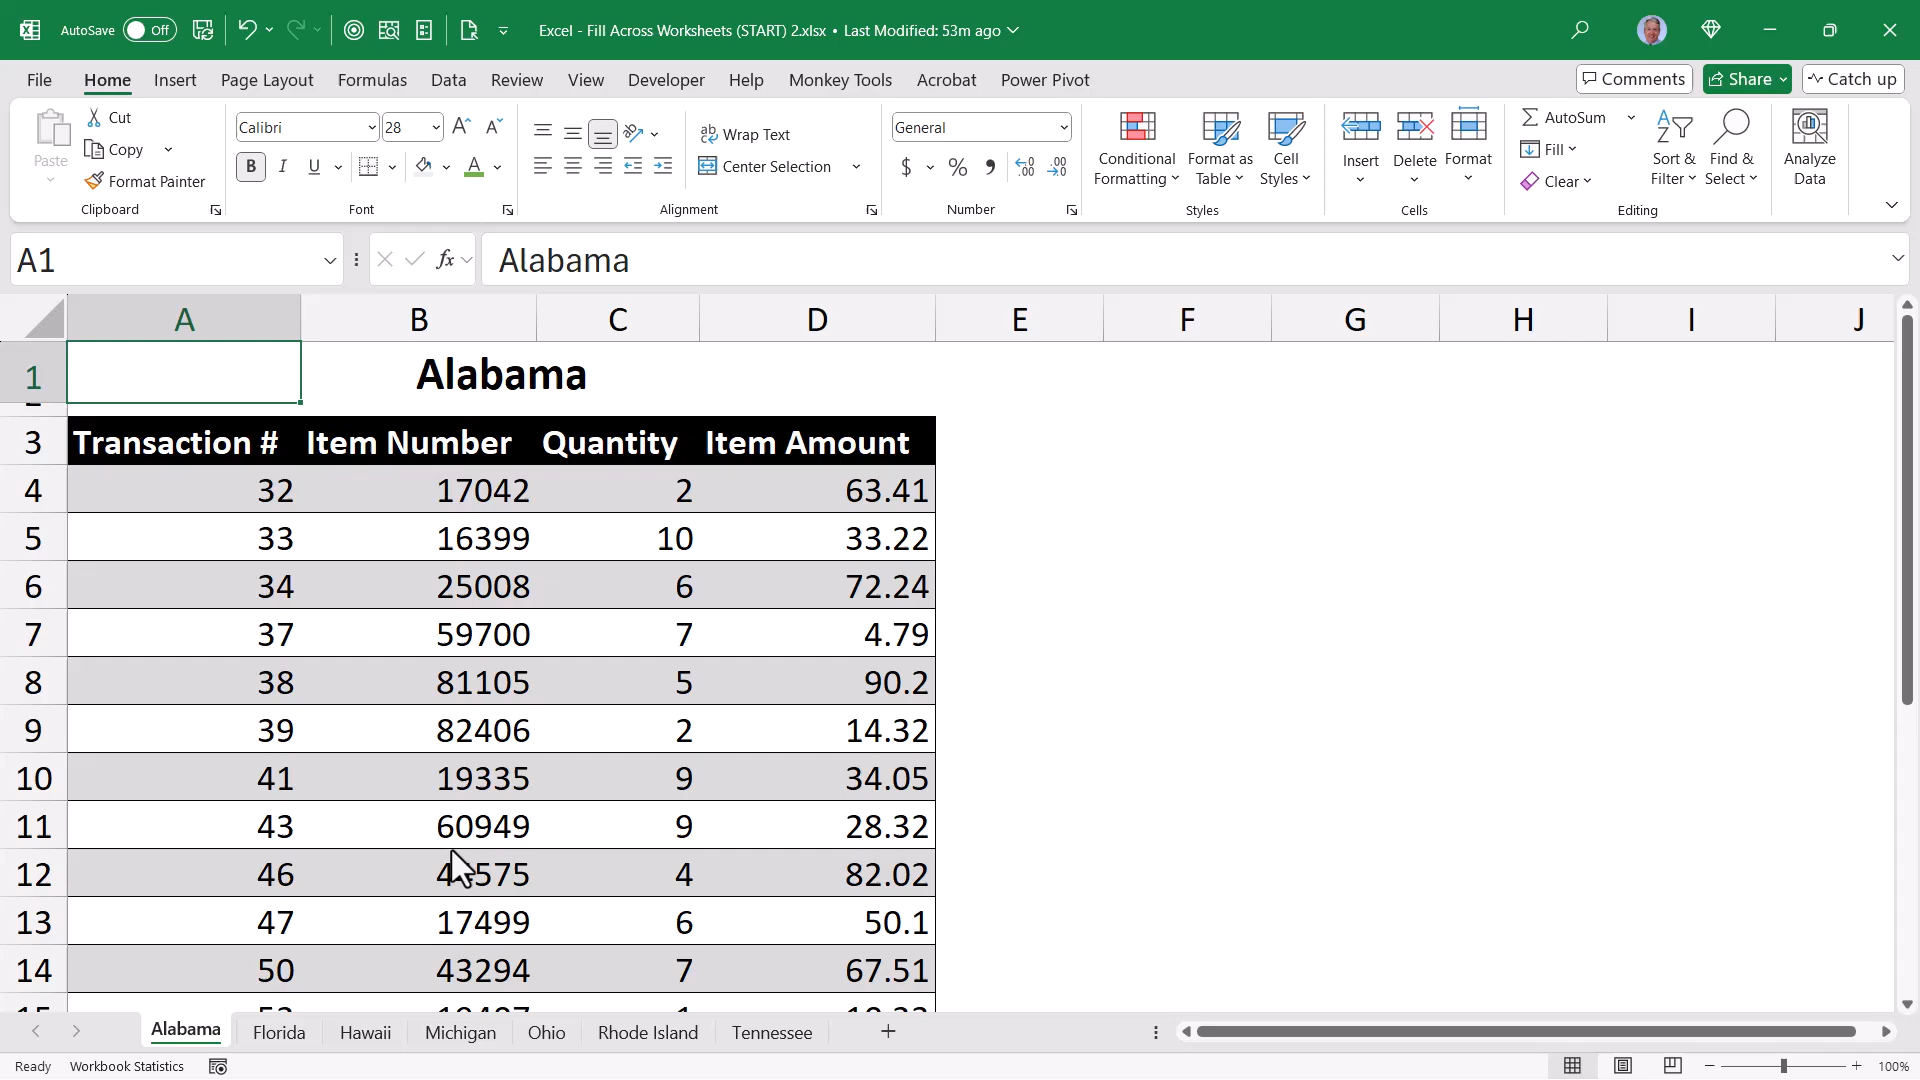 AutoSave Off Excel - Fill Across Worksheets (START) 2.xlsx • Last Modified: 53m ago
File Home Insert Page Layout Formulas Data Review View Developer Help Monkey Tools Acrobat Power Pivot Comments Share Catch up
Paste
Cut
Copy
Format Painter
Clipboard
Calibri 28
B I U
Font
Wrap Text
Center Selection
Alignment
General
$ % 9
Number
Conditional Formatting
Format as Table
Cell Styles
Styles
Insert Delete Format
Cells
AutoSum
Fill
Clear
Sort & Filter
Find & Select
Editing
Analyze Data
A1 fx Alabama
A B C D E F G H I J
1 Alabama
3 Transaction # Item Number Quantity Item Amount
4 32 17042 2 63.41
5 33 16399 10 33.22
6 34 25008 6 72.24
7 37 59700 7 4.79
8 38 81105 5 90.2
9 39 82406 2 14.32
10 41 19335 9 34.05
11 43 60949 9 28.32
12 46 4 82.02
13 47 17499 6 50.1
14 50 43294 7 67.51
Alabama Florida Hawaii Michigan Ohio Rhode Island Tennessee
Ready Workbook Statistics 100%